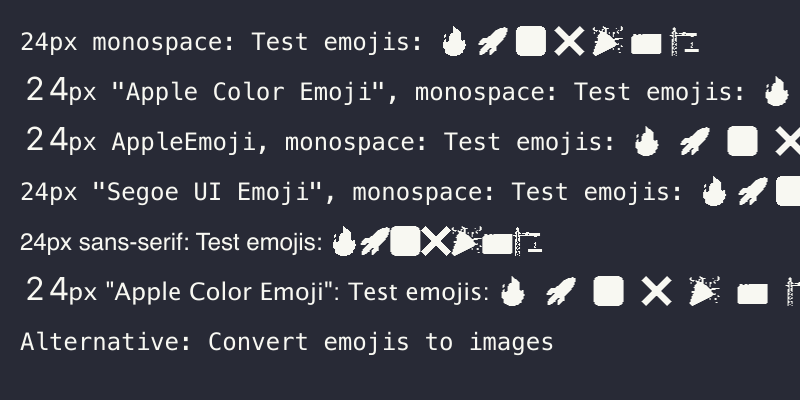 24px monospace: Test emojis: 🔥 🚀 ✅ ❌ 🎉 📁 🏗
24px "Apple Color Emoji", monospace: Test emojis: 🔥
24px AppleEmoji, monospace: Test emojis: 🔥 🚀 ✅ ❌
24px "Segoe UI Emoji", monospace: Test emojis: 🔥 🚀 ✅
24px sans-serif: Test emojis: 🔥🚀✅❌🎉📁🏗
24px "Apple Color Emoji": Test emojis: 🔥 🚀 ✅ ❌ 🎉 📁 🏗
Alternative: Convert emojis to images